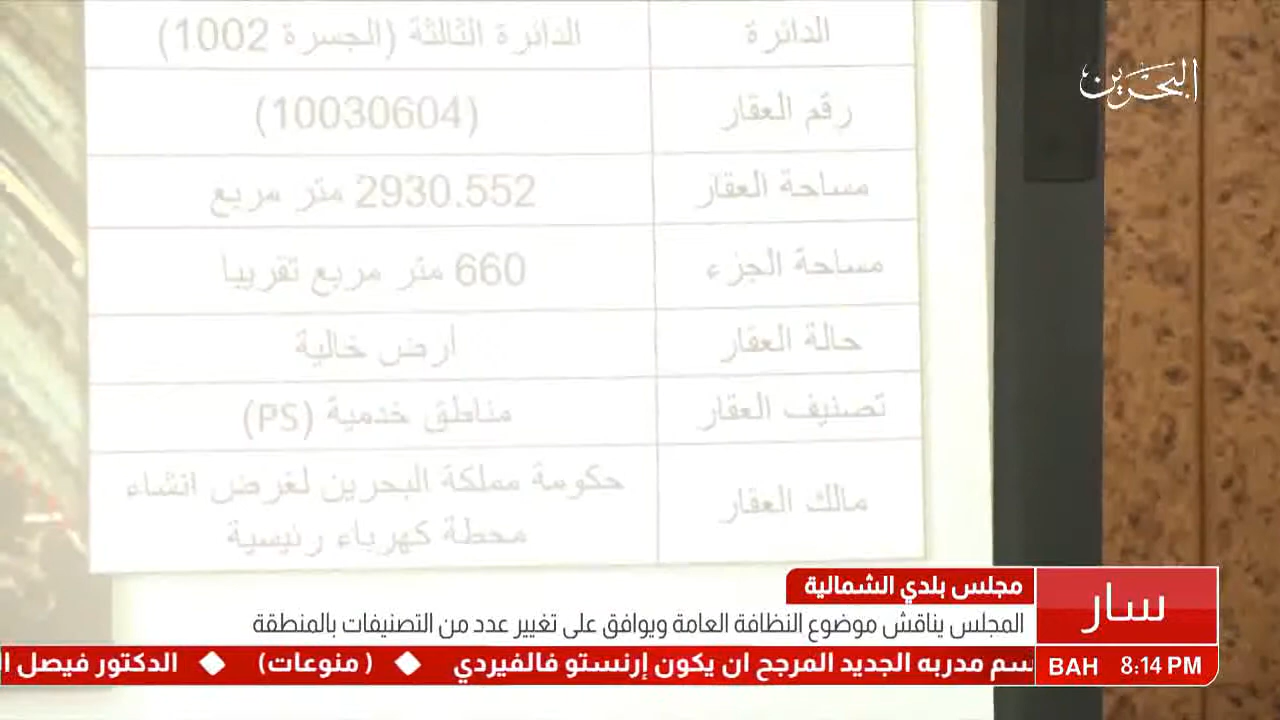 الدائرة
الدائرة الثالثة (الجسرة 1002)
البحرين
رقم العقار
(10030604)
مساحة العقار
2930.552 متر مربع
مساحة الجزء
660 متر مربع تقريبا
حالة العقار
أرض خالية
تصنيف العقار
مناطق خدمية (PS)
مالك العقار
حكومة مملكة البحرين لغرض انشاء
محطة كهرباء رئيسية
سار
مجلس بلدي الشمالية
المجلس يناقش موضوع النظافة العامة ويوافق على تغيير عدد من التصنيفات بالمنطقة
BAH 8:14 PM
سم مدربه الجديد المرجح ان يكون إرنستو فالفيردي ◆ (منوعات) ◆ الدكتور فيصل